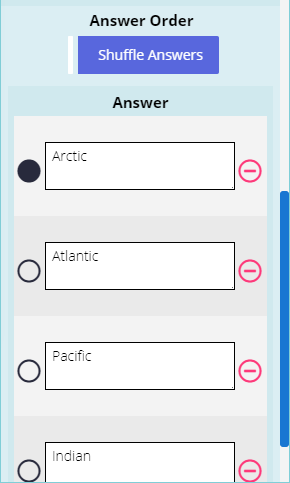 Answer Order
Shuffle Answers
Answer
Arctic
Atlantic
Pacific
Indian